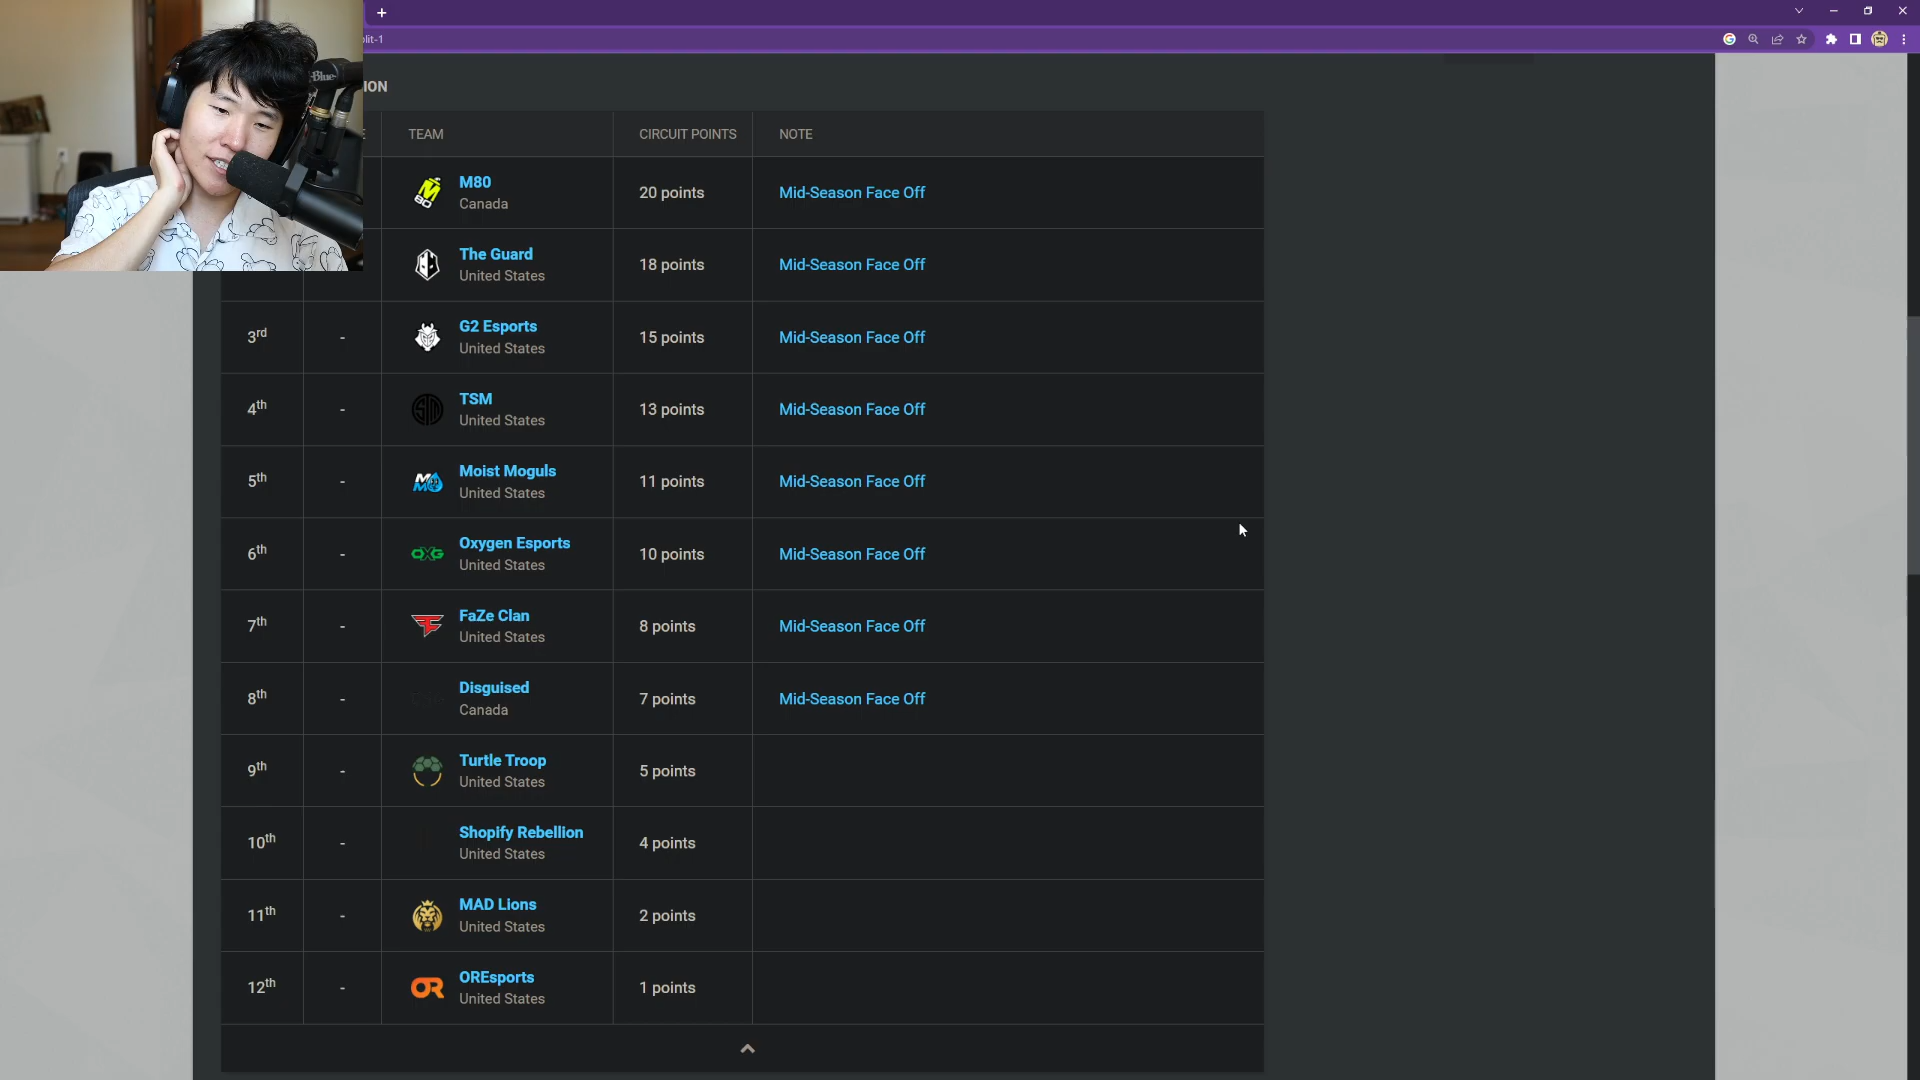 lit-1
ION
TEAM CIRCUIT POINTS NOTE
M80
Canada
20 points
Mid-Season Face Off
The Guard
United States
18 points
Mid-Season Face Off
3rd
-
G2 Esports
United States
15 points
Mid-Season Face Off
4th
-
TSM
United States
13 points
Mid-Season Face Off
5th
-
Moist Moguls
United States
11 points
Mid-Season Face Off
6th
-
OXG
Oxygen Esports
United States
10 points
Mid-Season Face Off
7th
-
FaZe Clan
United States
8 points
Mid-Season Face Off
8th
-
Disguised
Canada
7 points
Mid-Season Face Off
9th
-
Turtle Troop
United States
5 points
10th
-
Shopify Rebellion
United States
4 points
11th
-
MAD Lions
United States
2 points
12th
-
OR
OREsports
United States
1 points
Blue